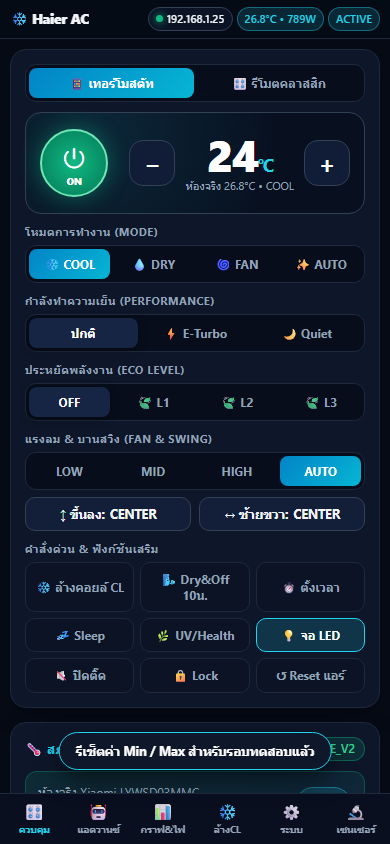 Haier AC
192.168.1.25
26.8°C • 789W
ACTIVE
เทอร์โมสตัท
รีโมตคลาสสิก
ON
−
24°C
ห้องจริง 26.8°C • COOL
+
โหมดการทำงาน (MODE)
COOL
DRY
FAN
AUTO
กำลังทำความเย็น (PERFORMANCE)
ปกติ
E-Turbo
Quiet
ประหยัดพลังงาน (ECO LEVEL)
OFF
L1
L2
L3
แรงลม & บานสวิง (FAN & SWING)
LOW
MID
HIGH
AUTO
↕ ขึ้นลง: CENTER
↔ ซ้ายขวา: CENTER
คำสั่งด่วน & ฟังก์ชันเสริม
ล้างคอยล์ CL
Dry&Off
10น.
ตั้งเวลา
Sleep
UV/Health
จอ LED
ปิดติ๊ด
Lock
↺ Reset แอร์
รีเซ็ตค่า Min / Max สำหรับรอบทดสอบแล้ว
E_V2
ห้องจริง Xiaomi LYWSD03MMC
ควบคุม
แอดวานซ์
กราฟ&ไฟ
ล้างCL
ระบบ
เซนเซอร์